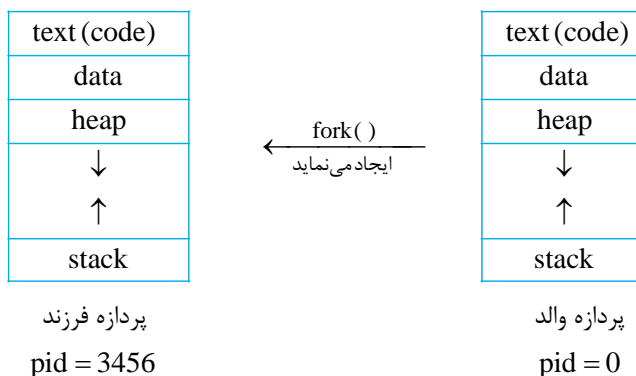 text (code)
data
heap
↓
↑
stack
پردازه فرزند
pid = 3456
fork( )
ایجاد می‌نماید
text (code)
data
heap
↓
↑
stack
پردازه والد
pid = 0